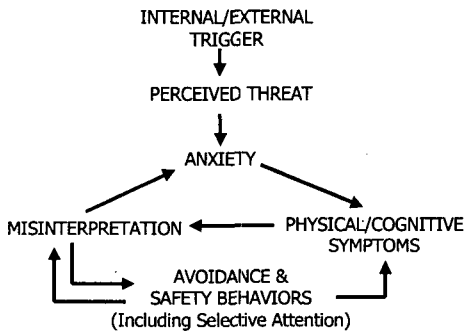 INTERNAL/EXTERNAL
TRIGGER
PERCEIVED THREAT
ANXIETY
MISINTERPRETATION
PHYSICAL/COGNITIVE
SYMPTOMS
AVOIDANCE &
SAFETY BEHAVIORS
(Including Selective Attention)